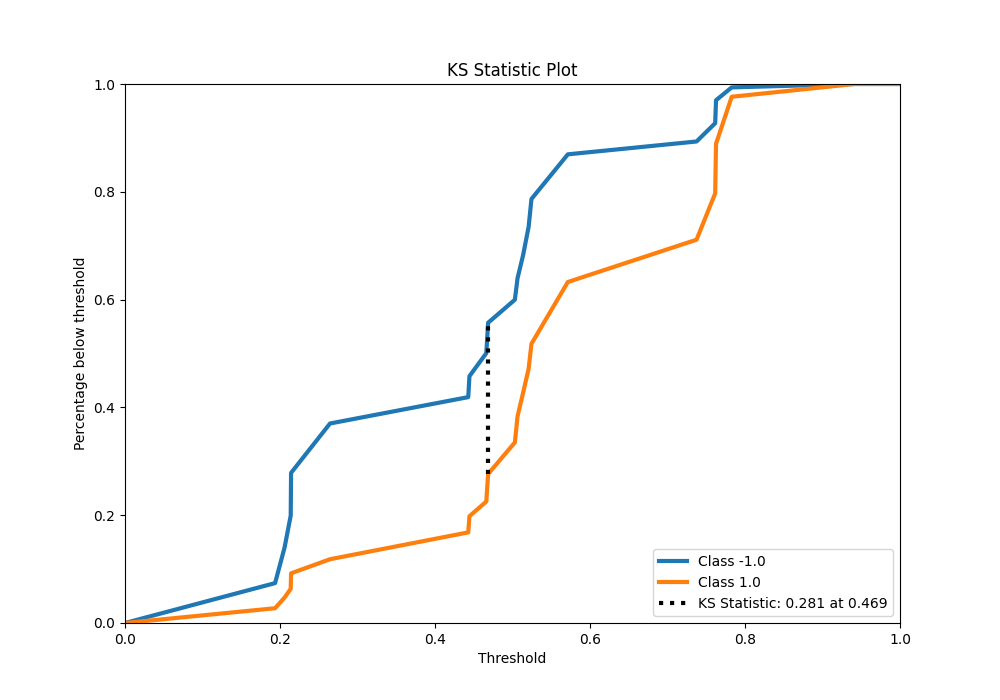 KS Statistic Plot
1.0
0.8
0.6
0.4
0.2
0.0
Percentage below threshold
0.0 0.2 0.4 0.6 0.8 1.0
Threshold
Class -1.0
Class 1.0
KS Statistic: 0.281 at 0.469